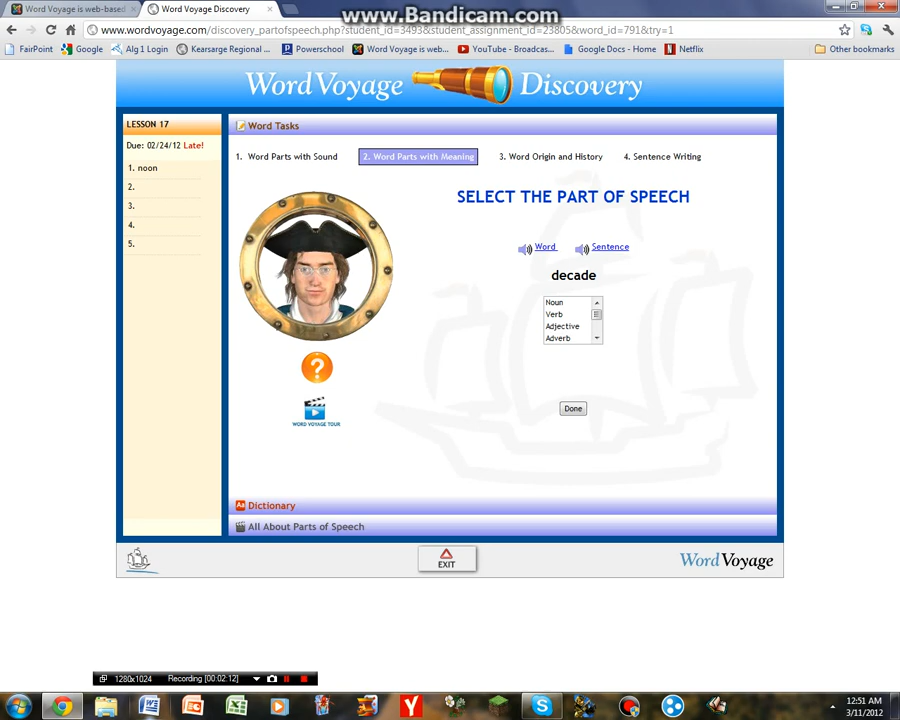 Word Voyage is web-based
Word Voyage Discovery
www.Bandicam.com
www.wordvoyage.com/discovery_partofspeech.php?student_id=3493&student_assignment_id=23805&word_id=791&try=1
FairPoint
Google
Alg 1 Login
Kearsarge Regional ...
Powerschool
Word Voyage is web...
YouTube - Broadcas...
Google Docs - Home
Netflix
Other bookmarks
Word Voyage Discovery
LESSON 17
Due: 02/24/12 Late!
1. noon
2.
3.
4.
5.
Word Tasks
1. Word Parts with Sound
2. Word Parts with Meaning
3. Word Origin and History
4. Sentence Writing
SELECT THE PART OF SPEECH
Word
Sentence
decade
Noun
Verb
Adjective
Adverb
?
WORD VOYAGE TOUR
Done
Aa Dictionary
All About Parts of Speech
EXIT
Word Voyage
1280x1024
Recording [00:02:12]
12:51 AM
3/11/2012